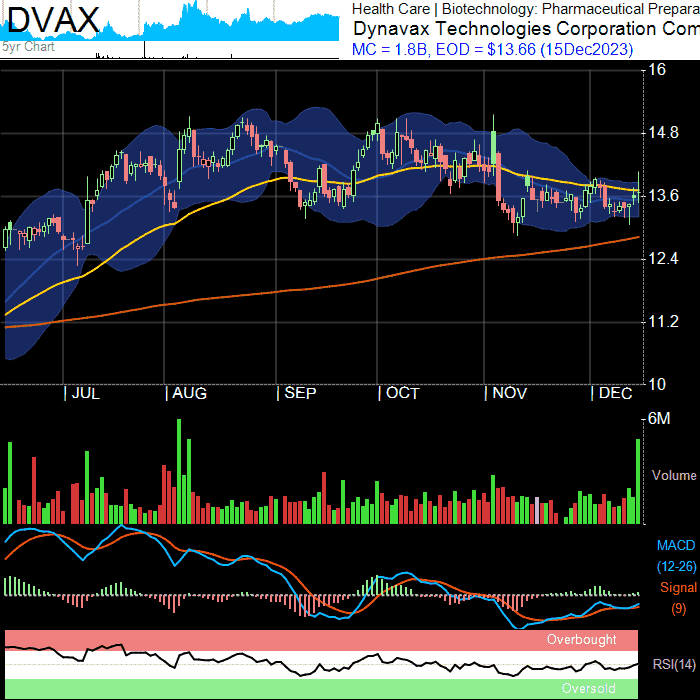 DVAX
5yr Chart
Health Care | Biotechnology: Pharmaceutical Prepara
Dynavax Technologies Corporation Com
MC = 1.8B, EOD = $13.66 (15Dec2023)
16
14.8
13.6
12.4
11.2
10
| JUL | AUG | SEP | OCT | NOV | DEC
6M
Volume
MACD
(12-26)
Signal
(9)
Overbought
RSI(14)
Oversold